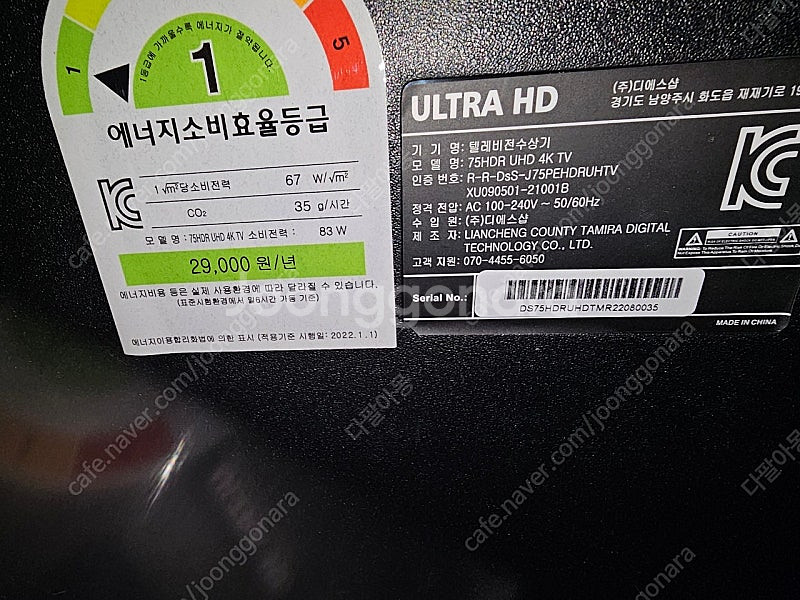 1등급에 가까울수록 에너지가 절약됩니다.
1
1
5
에너지소비효율등급
1√m²당소비전력 67 W/√m²
CO₂ 35 g/시간
모델명 : 75HDR UHD 4K TV 소비전력 : 83 W
29,000 원/년
에너지비용 등은 실제 사용환경에 따라 달라질 수 있습니다.
(표준시험환경에서 일6시간 가동 기준)
에너지이용합리화법에 의한 표시 (적용기준 시행일: 2022.1.1)
ULTRA HD
(주)디에스샵
경기도 남양주시 화도읍 재재기로 19
기 기 명: 텔레비전수상기
모 델 명: 75HDR UHD 4K TV
인증 번호: R-R-DsS-J75PEHDRUHTV
XU090501-21001B
정격 전압: AC 100-240V ~ 50/60Hz
수 입 원: (주)디에스샵
제 조 자: LIANCHENG COUNTY TAMIRA DIGITAL
TECHNOLOGY CO., LTD.
고객 지원: 070-4455-6050
CAUTION
Serial No.:
DS75HDRUHDTMR22080035
MADE IN CHINA
joonggonara
cafe.naver.com/joonggonara
다팔아몽